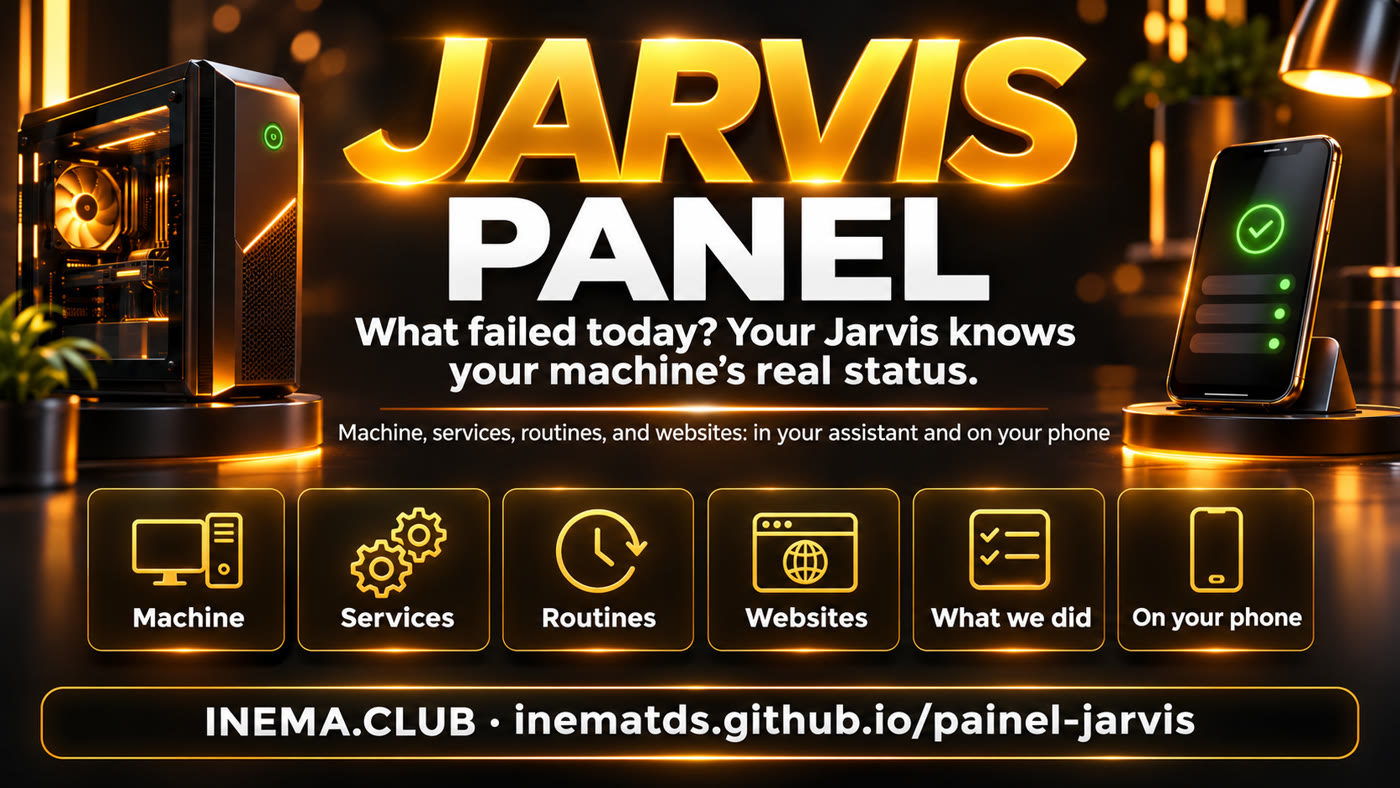 JARVIS
PANEL
What failed today? Your Jarvis knows
your machine's real status.
Machine, services, routines, and websites: in your assistant and on your phone
Machine
Services
Routines
Websites
What we did
On your phone
INEMA.CLUB · inematds.github.io/painel-jarvis